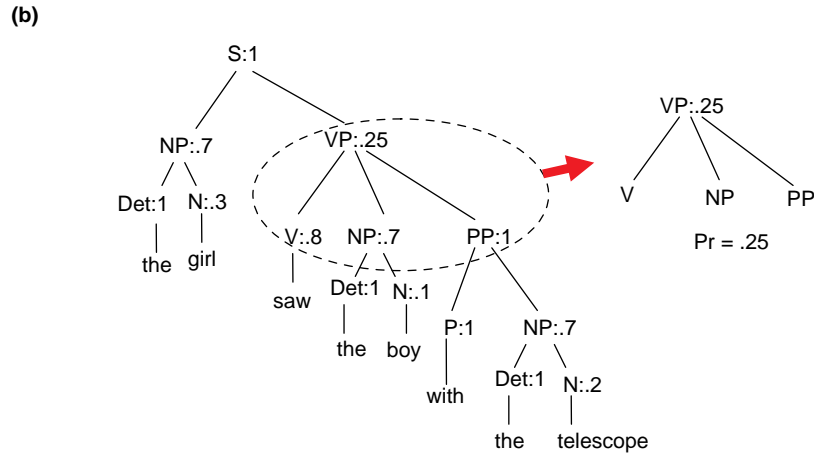 (b)
S:1
VP:.25
NP:.7 VP:.25
Det:1 N:.3 V NP PP
V:.8 NP:.7 PP:1 Pr = .25
the girl
saw Det:1 N:.1
P:1 NP:.7
the boy
Det:1 N:.2
with
the telescope